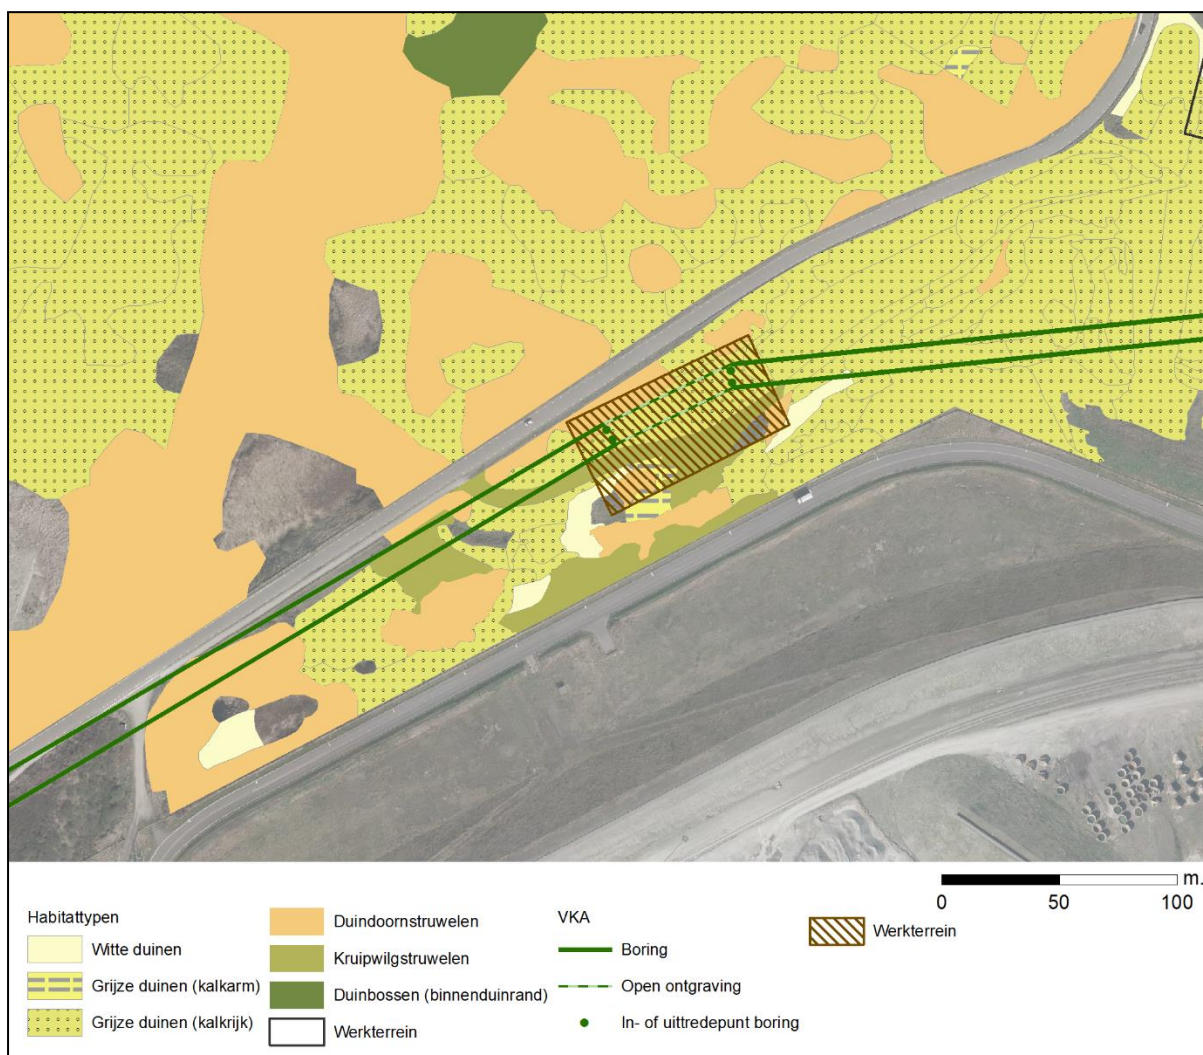 m.
0 50 100
Habitattypen
Witte duinen
Grijze duinen (kalkarm)
Grijze duinen (kalkrijk)
Duindoornstruwelen
Kruipwilgstruwelen
Duinbossen (binnenduinrand)
Werkterrein
VKA
Boring
Open ontgraving
In- of uittredepunt boring
Werkterrein